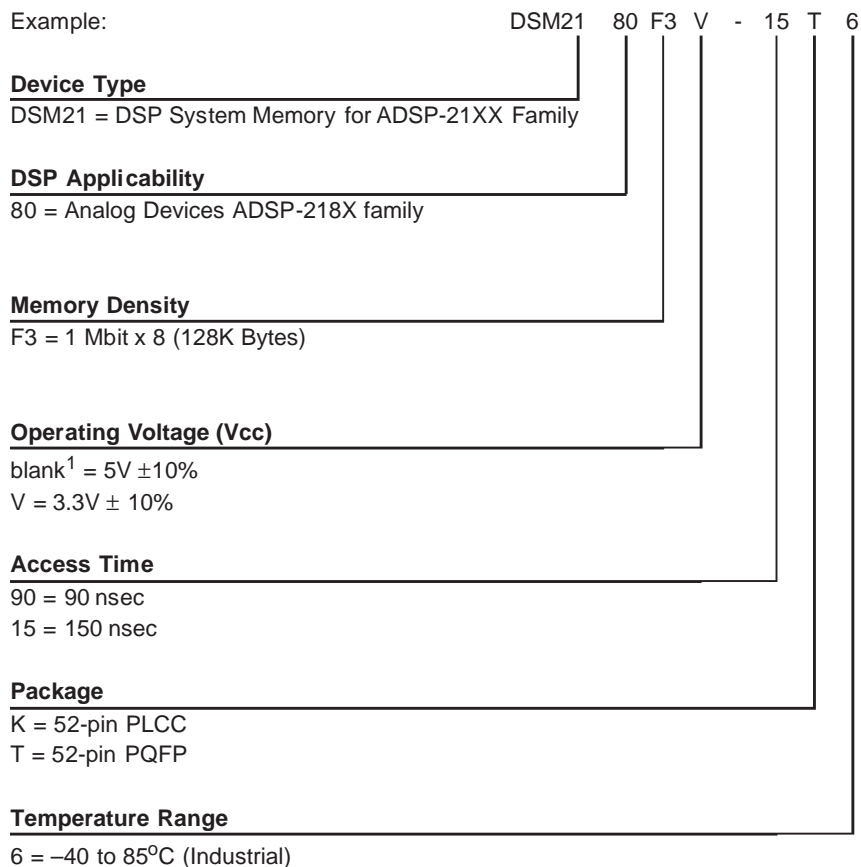 Example: DSM21 80 F3 V - 15 T 6
Device Type
DSM21 = DSP System Memory for ADSP-21XX Family
DSP Applicability
80 = Analog Devices ADSP-218X family
Memory Density
F3 = 1 Mbit x 8 (128K Bytes)
Operating Voltage (Vcc)
blank¹ = 5V ±10%
V = 3.3V ± 10%
Access Time
90 = 90 nsec
15 = 150 nsec
Package
K = 52-pin PLCC
T = 52-pin PQFP
Temperature Range
6 = –40 to 85°C (Industrial)